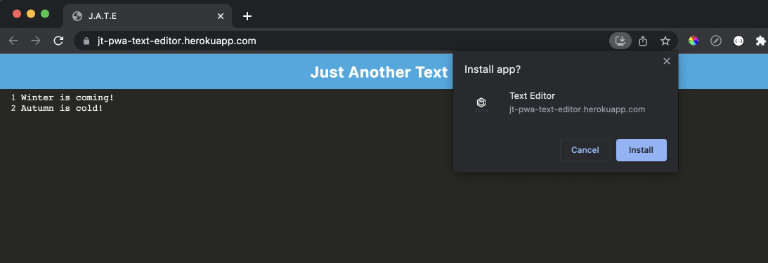 J.A.T.E
jt-pwa-text-editor.herokuapp.com
Just Another Text
1 Winter is coming!
2 Autumn is cold!
Install app?
Text Editor
jt-pwa-text-editor.herokuapp.com
Cancel
Install